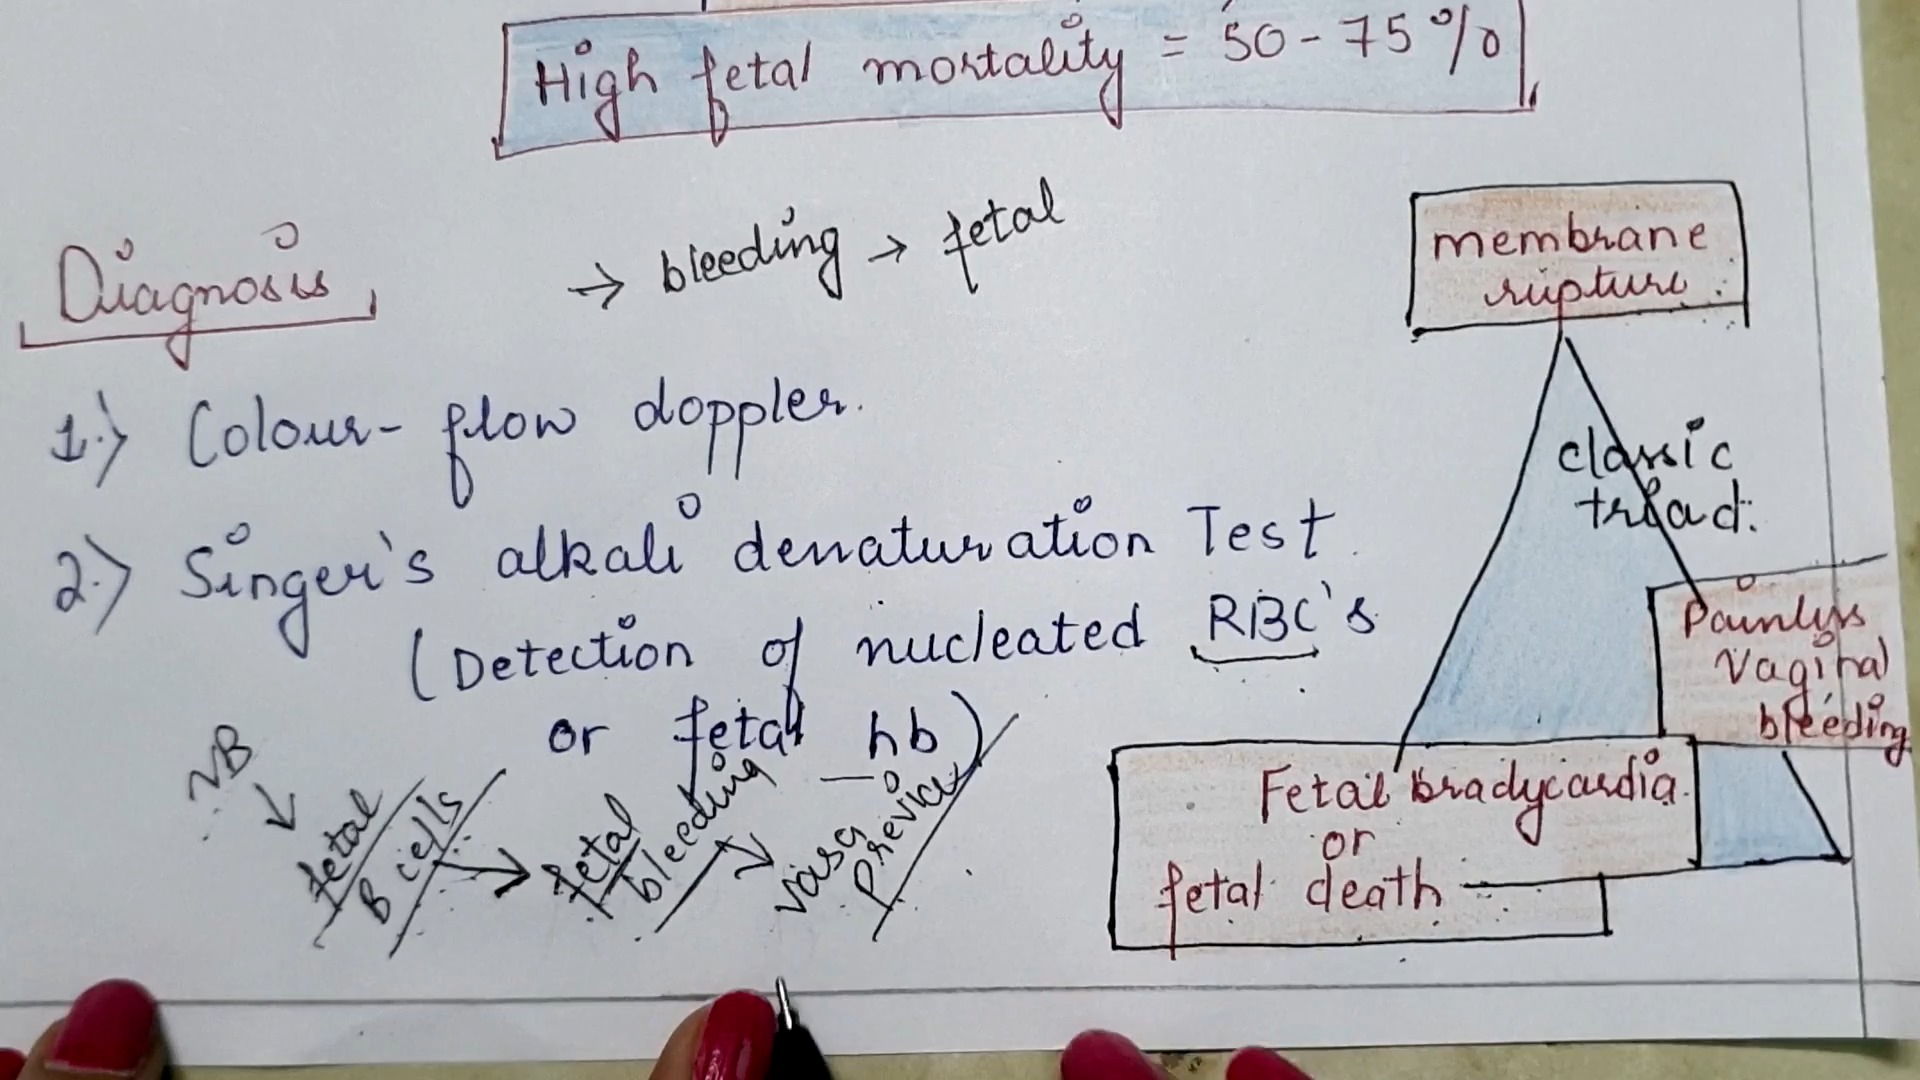 High fetal mortality = 50-75%
Diagnosis
→ bleeding → fetal
1.) Colour-flow doppler.
2.) Singer's alkali denaturation Test.
(Detection of nucleated RBC's
or fetal hb)
VB
↓
fetal
B cells
→ fetal
bleeding
→ vasa
previa
membrane
rupture
classic
triad.
Painless
vaginal
bleeding
Fetal bradycardia
or
fetal death